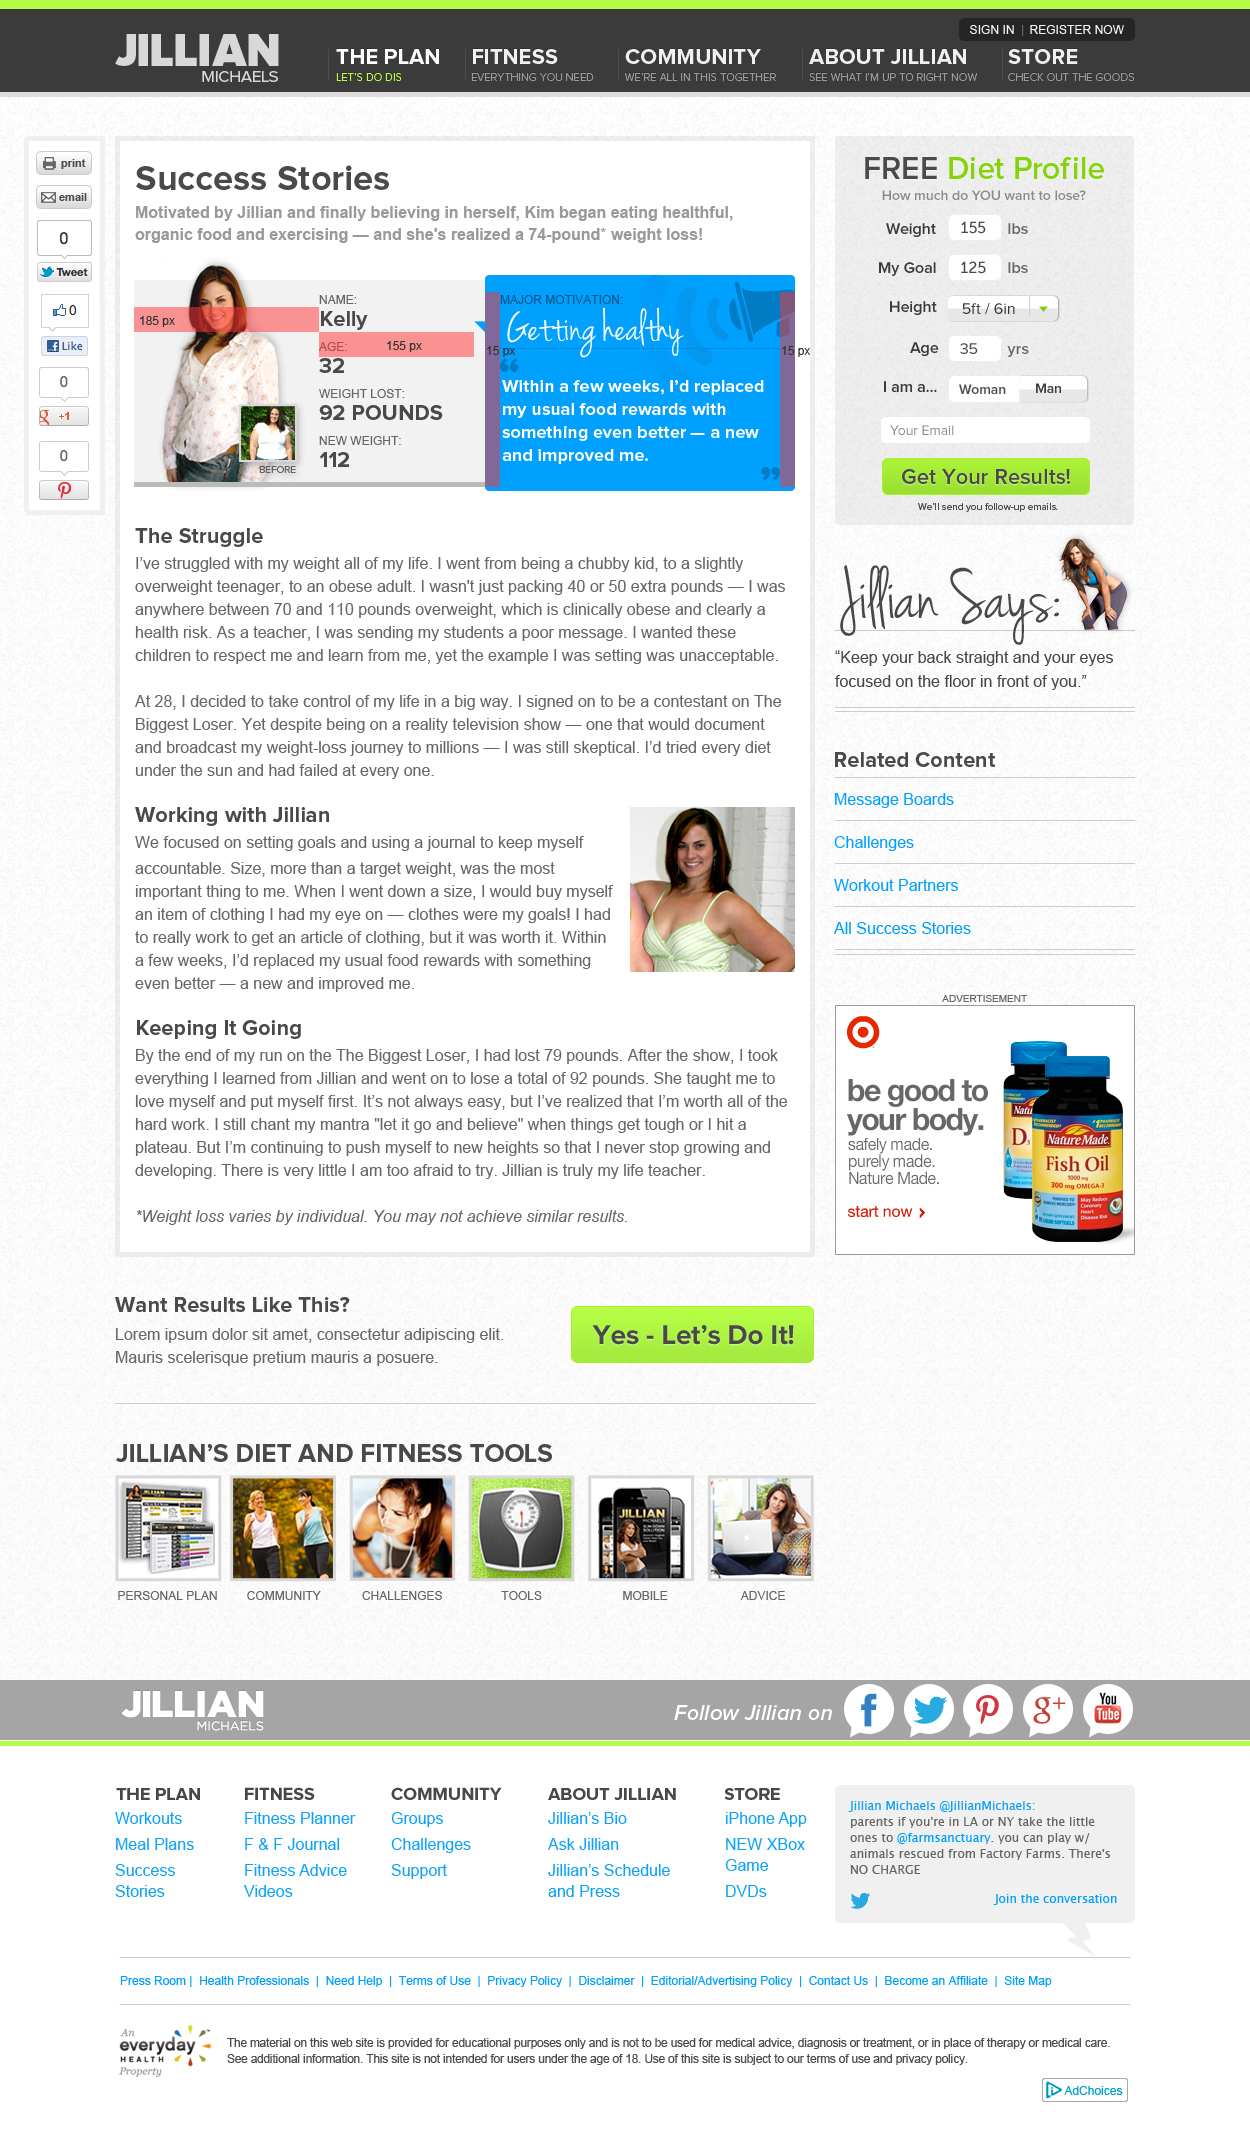 SIGN IN | REGISTER NOW
JILLIAN
MICHAELS
THE PLAN
LET'S DO DIS
FITNESS
EVERYTHING YOU NEED
COMMUNITY
WE'RE ALL IN THIS TOGETHER
ABOUT JILLIAN
SEE WHAT I'M UP TO RIGHT NOW
STORE
CHECK OUT THE GOODS
print
email
0
Tweet
0
Like
0
g +1
0
Success Stories
Motivated by Jillian and finally believing in herself, Kim began eating healthful,
organic food and exercising — and she's realized a 74-pound* weight loss!
185 px
BEFORE
NAME:
Kelly
AGE:
155 px
32
WEIGHT LOST:
92 POUNDS
NEW WEIGHT:
112
MAJOR MOTIVATION:
Getting healthy
15 px
15 px
“
Within a few weeks, I’d replaced
my usual food rewards with
something even better — a new
and improved me.
”
The Struggle
I’ve struggled with my weight all of my life. I went from being a chubby kid, to a slightly
overweight teenager, to an obese adult. I wasn't just packing 40 or 50 extra pounds — I was
anywhere between 70 and 110 pounds overweight, which is clinically obese and clearly a
health risk. As a teacher, I was sending my students a poor message. I wanted these
children to respect me and learn from me, yet the example I was setting was unacceptable.
At 28, I decided to take control of my life in a big way. I signed on to be a contestant on The
Biggest Loser. Yet despite being on a reality television show — one that would document
and broadcast my weight-loss journey to millions — I was still skeptical. I’d tried every diet
under the sun and had failed at every one.
Working with Jillian
We focused on setting goals and using a journal to keep myself
accountable. Size, more than a target weight, was the most
important thing to me. When I went down a size, I would buy myself
an item of clothing I had my eye on — clothes were my goals! I had
to really work to get an article of clothing, but it was worth it. Within
a few weeks, I’d replaced my usual food rewards with something
even better — a new and improved me.
Keeping It Going
By the end of my run on the The Biggest Loser, I had lost 79 pounds. After the show, I took
everything I learned from Jillian and went on to lose a total of 92 pounds. She taught me to
love myself and put myself first. It’s not always easy, but I’ve realized that I’m worth all of the
hard work. I still chant my mantra "let it go and believe" when things get tough or I hit a
plateau. But I’m continuing to push myself to new heights so that I never stop growing and
developing. There is very little I am too afraid to try. Jillian is truly my life teacher.
*Weight loss varies by individual. You may not achieve similar results.
FREE Diet Profile
How much do YOU want to lose?
Weight 155 lbs
My Goal 125 lbs
Height 5ft / 6in
Age 35 yrs
I am a... Woman Man
Your Email
Get Your Results!
We'll send you follow-up emails.
Jillian Says:
“Keep your back straight and your eyes
focused on the floor in front of you.”
Related Content
Message Boards
Challenges
Workout Partners
All Success Stories
ADVERTISEMENT
be good to
your body.
safely made.
purely made.
Nature Made.
start now
Nature Made
Fish Oil
1000 mg
300 mg OMEGA-3
May Reduce
Coronary
Heart
Disease Risk
Want Results Like This?
Lorem ipsum dolor sit amet, consectetur adipiscing elit.
Mauris scelerisque pretium mauris a posuere.
Yes - Let’s Do It!
JILLIAN’S DIET AND FITNESS TOOLS
JILLIAN
MICHAELS
PERSONAL PLAN
COMMUNITY
CHALLENGES
TOOLS
MOBILE
ADVICE
JILLIAN
MICHAELS
Follow Jillian on
f
g+
You
Tube
THE PLAN
Workouts
Meal Plans
Success
Stories
FITNESS
Fitness Planner
F & F Journal
Fitness Advice
Videos
COMMUNITY
Groups
Challenges
Support
ABOUT JILLIAN
Jillian’s Bio
Ask Jillian
Jillian’s Schedule
and Press
STORE
iPhone App
NEW XBox
Game
DVDs
Jillian Michaels @JillianMichaels:
parents if you're in LA or NY take the little
ones to @farmsanctuary. you can play w/
animals rescued from Factory Farms. There's
NO CHARGE
Join the conversation
Press Room | Health Professionals | Need Help | Terms of Use | Privacy Policy | Disclaimer | Editorial/Advertising Policy | Contact Us | Become an Affiliate | Site Map
An
everyday
HEALTH
Property
The material on this web site is provided for educational purposes only and is not to be used for medical advice, diagnosis or treatment, or in place of therapy or medical care.
See additional information. This site is not intended for users under the age of 18. Use of this site is subject to our terms of use and privacy policy.
AdChoices